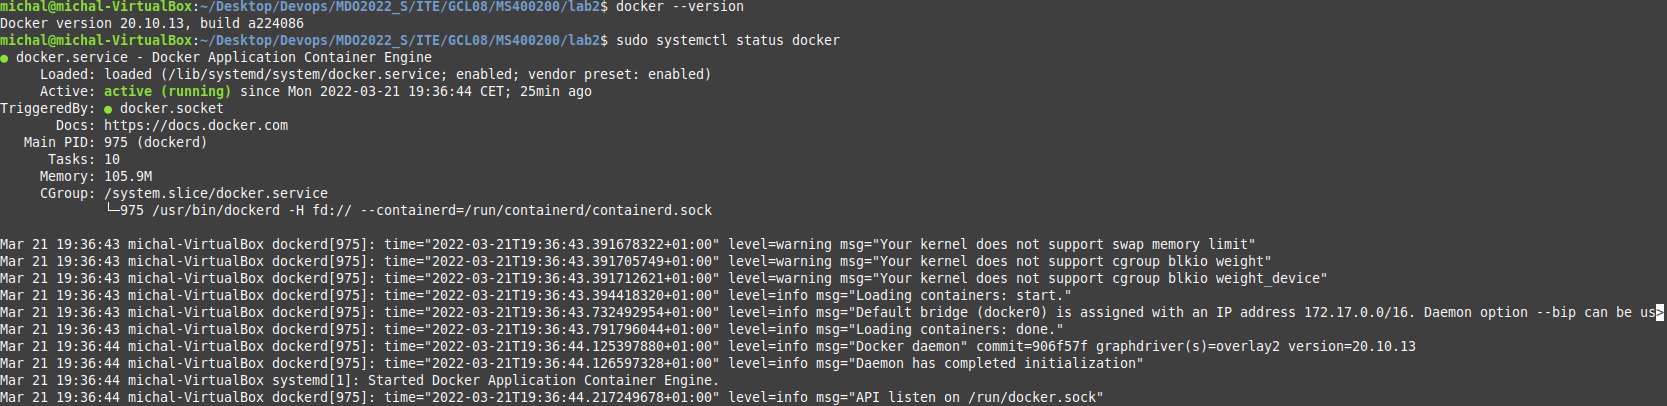 michal@michal-VirtualBox:~/Desktop/Devops/MDO2022_S/ITE/GCL08/MS400200/lab2$ docker --version
Docker version 20.10.13, build a224086
michal@michal-VirtualBox:~/Desktop/Devops/MDO2022_S/ITE/GCL08/MS400200/lab2$ sudo systemctl status docker
● docker.service - Docker Application Container Engine
     Loaded: loaded (/lib/systemd/system/docker.service; enabled; vendor preset: enabled)
     Active: active (running) since Mon 2022-03-21 19:36:44 CET; 25min ago
TriggeredBy: ● docker.socket
       Docs: https://docs.docker.com
   Main PID: 975 (dockerd)
      Tasks: 10
     Memory: 105.9M
     CGroup: /system.slice/docker.service
             └─975 /usr/bin/dockerd -H fd:// --containerd=/run/containerd/containerd.sock
Mar 21 19:36:43 michal-VirtualBox dockerd[975]: time="2022-03-21T19:36:43.391678322+01:00" level=warning msg="Your kernel does not support swap memory limit"
Mar 21 19:36:43 michal-VirtualBox dockerd[975]: time="2022-03-21T19:36:43.391705749+01:00" level=warning msg="Your kernel does not support cgroup blkio weight"
Mar 21 19:36:43 michal-VirtualBox dockerd[975]: time="2022-03-21T19:36:43.391712621+01:00" level=warning msg="Your kernel does not support cgroup blkio weight_device"
Mar 21 19:36:43 michal-VirtualBox dockerd[975]: time="2022-03-21T19:36:43.394418320+01:00" level=info msg="Loading containers: start."
Mar 21 19:36:43 michal-VirtualBox dockerd[975]: time="2022-03-21T19:36:43.732492954+01:00" level=info msg="Default bridge (docker0) is assigned with an IP address 172.17.0.0/16. Daemon option --bip can be us>
Mar 21 19:36:43 michal-VirtualBox dockerd[975]: time="2022-03-21T19:36:43.791796044+01:00" level=info msg="Loading containers: done."
Mar 21 19:36:44 michal-VirtualBox dockerd[975]: time="2022-03-21T19:36:44.125397880+01:00" level=info msg="Docker daemon" commit=906f57f graphdriver(s)=overlay2 version=20.10.13
Mar 21 19:36:44 michal-VirtualBox dockerd[975]: time="2022-03-21T19:36:44.126597328+01:00" level=info msg="Daemon has completed initialization"
Mar 21 19:36:44 michal-VirtualBox systemd[1]: Started Docker Application Container Engine.
Mar 21 19:36:44 michal-VirtualBox dockerd[975]: time="2022-03-21T19:36:44.217249678+01:00" level=info msg="API listen on /run/docker.sock"